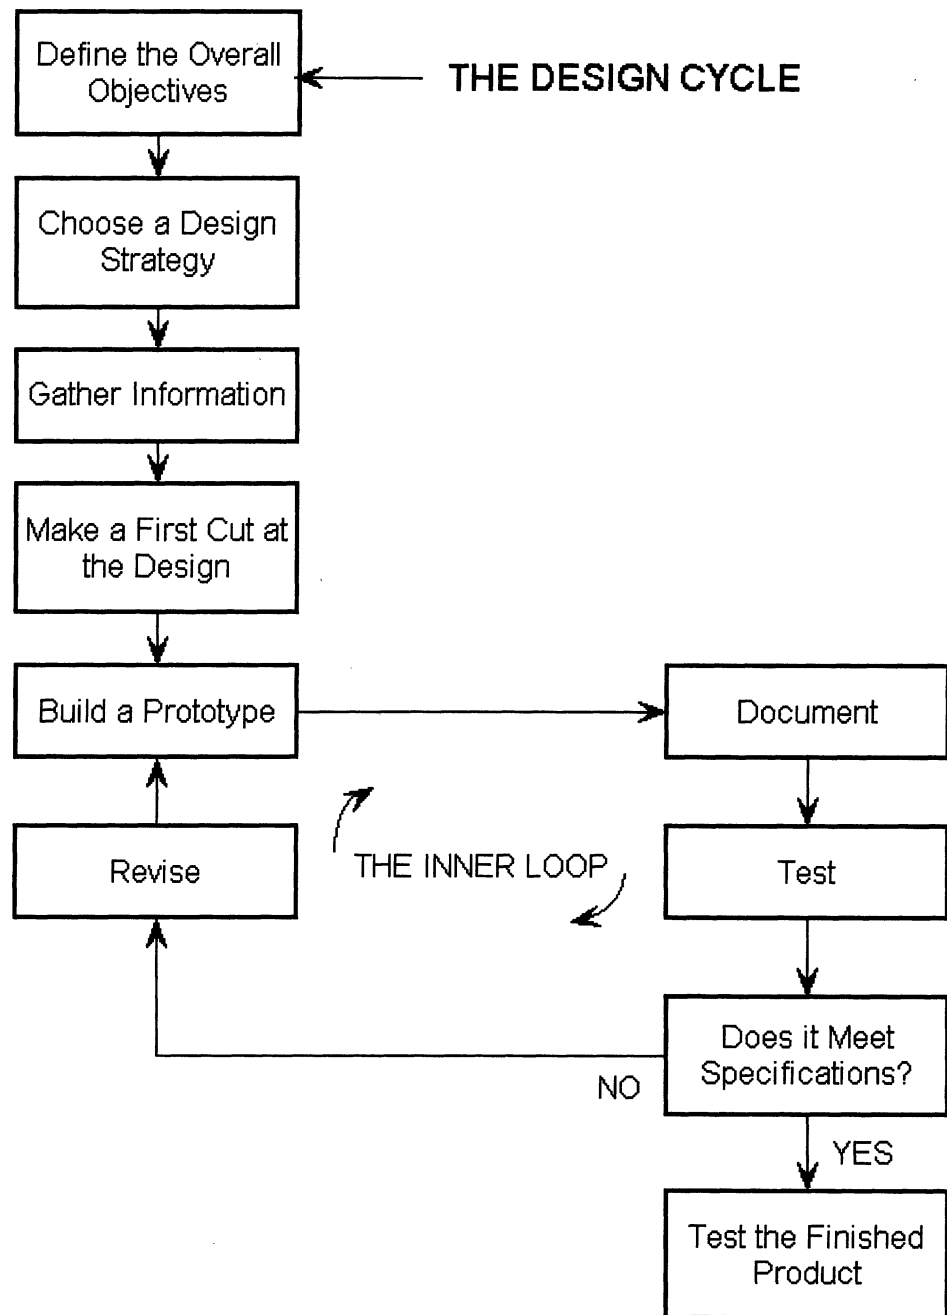 Define the Overall
Objectives
THE DESIGN CYCLE
Choose a Design
Strategy
Gather Information
Make a First Cut at
the Design
Build a Prototype
Document
Revise
THE INNER LOOP
Test
Does it Meet
Specifications?
NO
YES
Test the Finished
Product